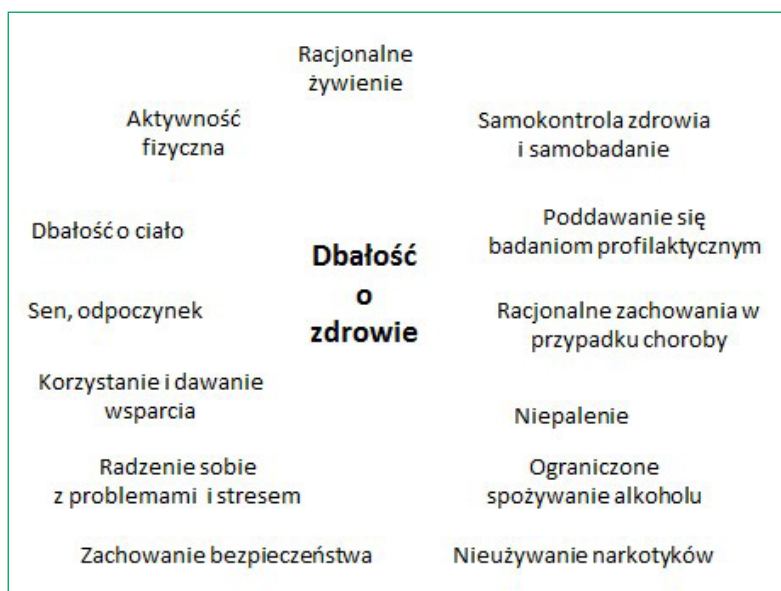 Racjonalne
żywienie
Aktywność
fizyczna
Samokontrola zdrowia
i samobadanie
Dbałość o ciało
Poddawanie się
badaniom profilaktycznym
Dbałość
o
zdrowie
Sen, odpoczynek
Racjonalne zachowania w
przypadku choroby
Korzystanie i dawanie
wsparcia
Niepalenie
Radzenie sobie
z problemami i stresem
Ograniczone
spożywanie alkoholu
Zachowanie bezpieczeństwa
Nieużywanie narkotyków